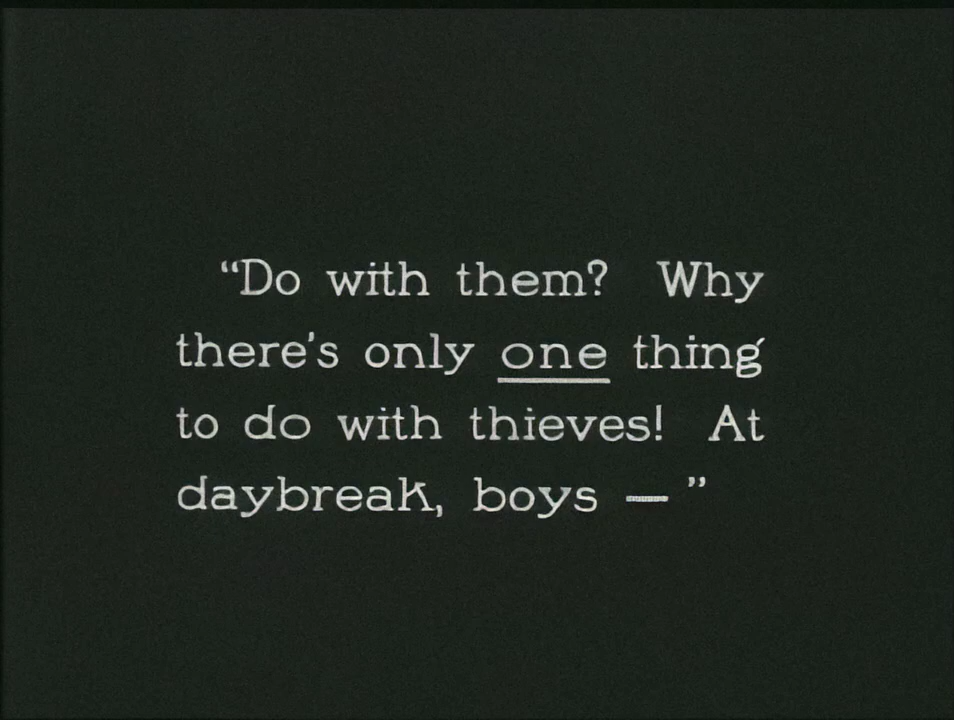 “Do with them? Why
there's only one thing
to do with thieves! At
daybreak, boys — ”